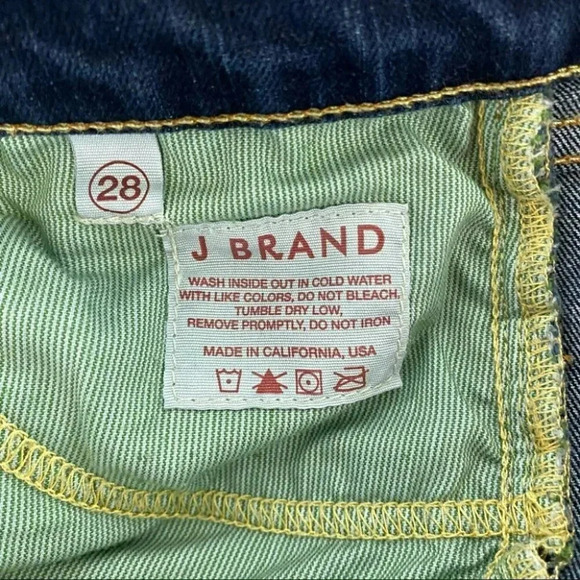 28
J BRAND
WASH INSIDE OUT IN COLD WATER
WITH LIKE COLORS, DO NOT BLEACH,
TUMBLE DRY LOW,
REMOVE PROMPTLY, DO NOT IRON
MADE IN CALIFORNIA, USA